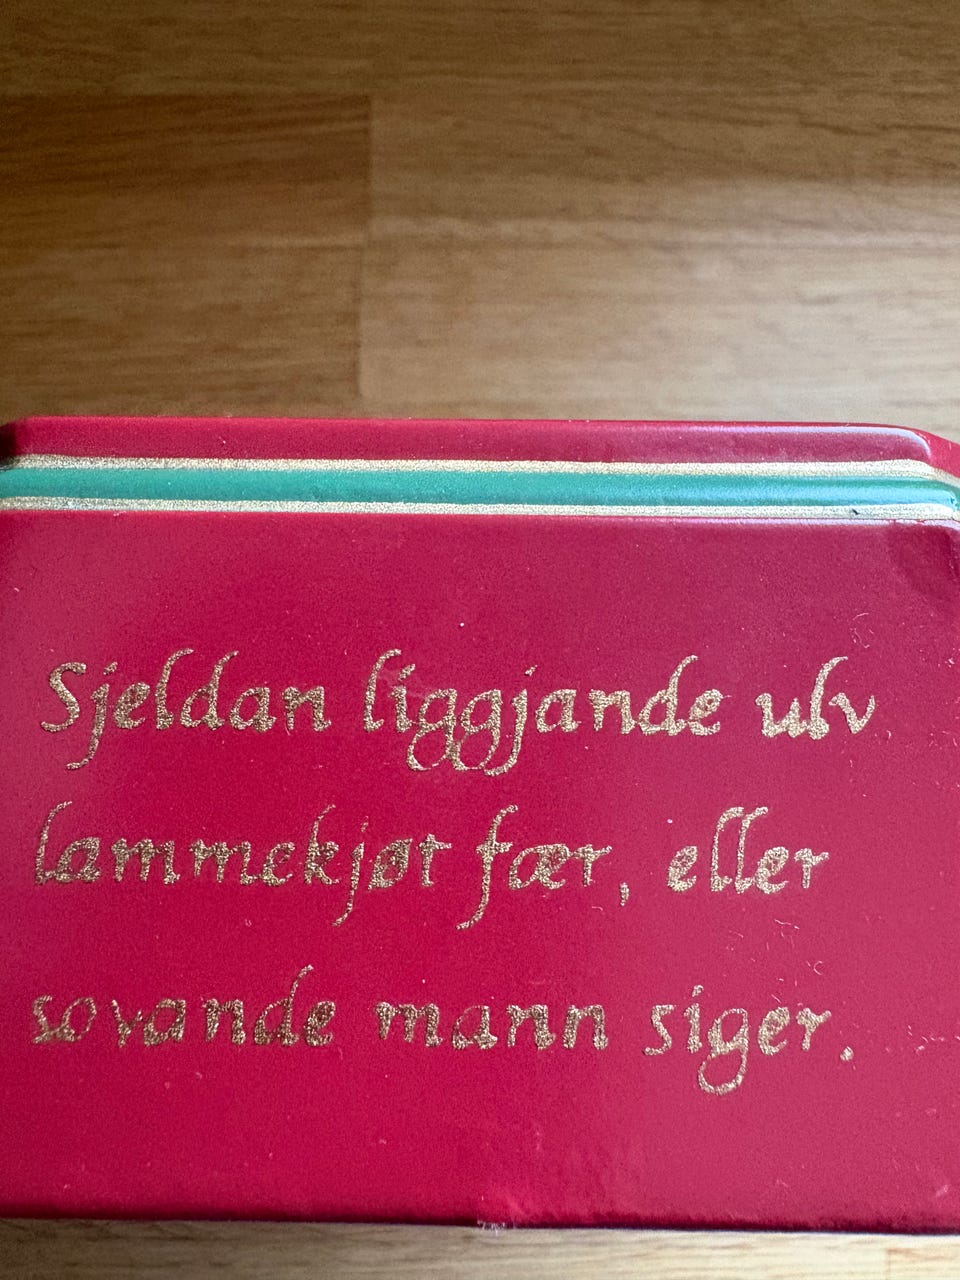 Sjeldan liggjande ulv
lammekjøt fær, eller
sovande mann siger.